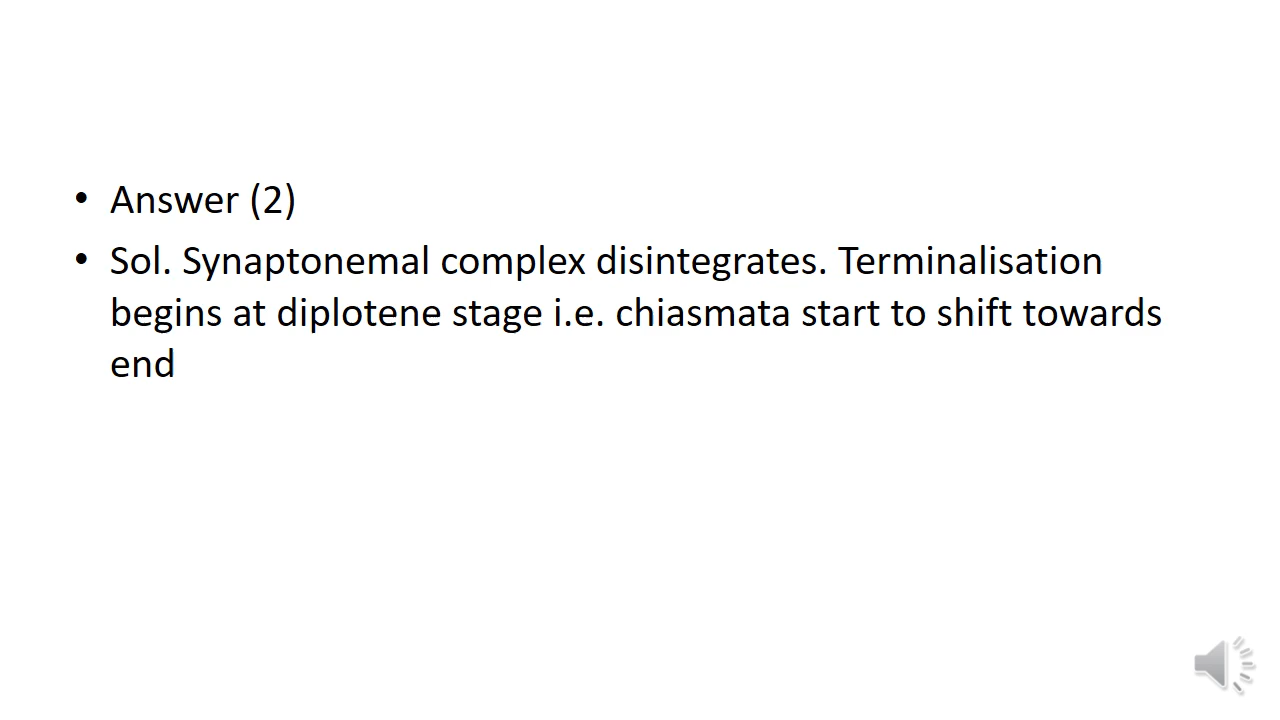 • Answer (2)
• Sol. Synaptonemal complex disintegrates. Terminalisation
begins at diplotene stage i.e. chiasmata start to shift towards
end